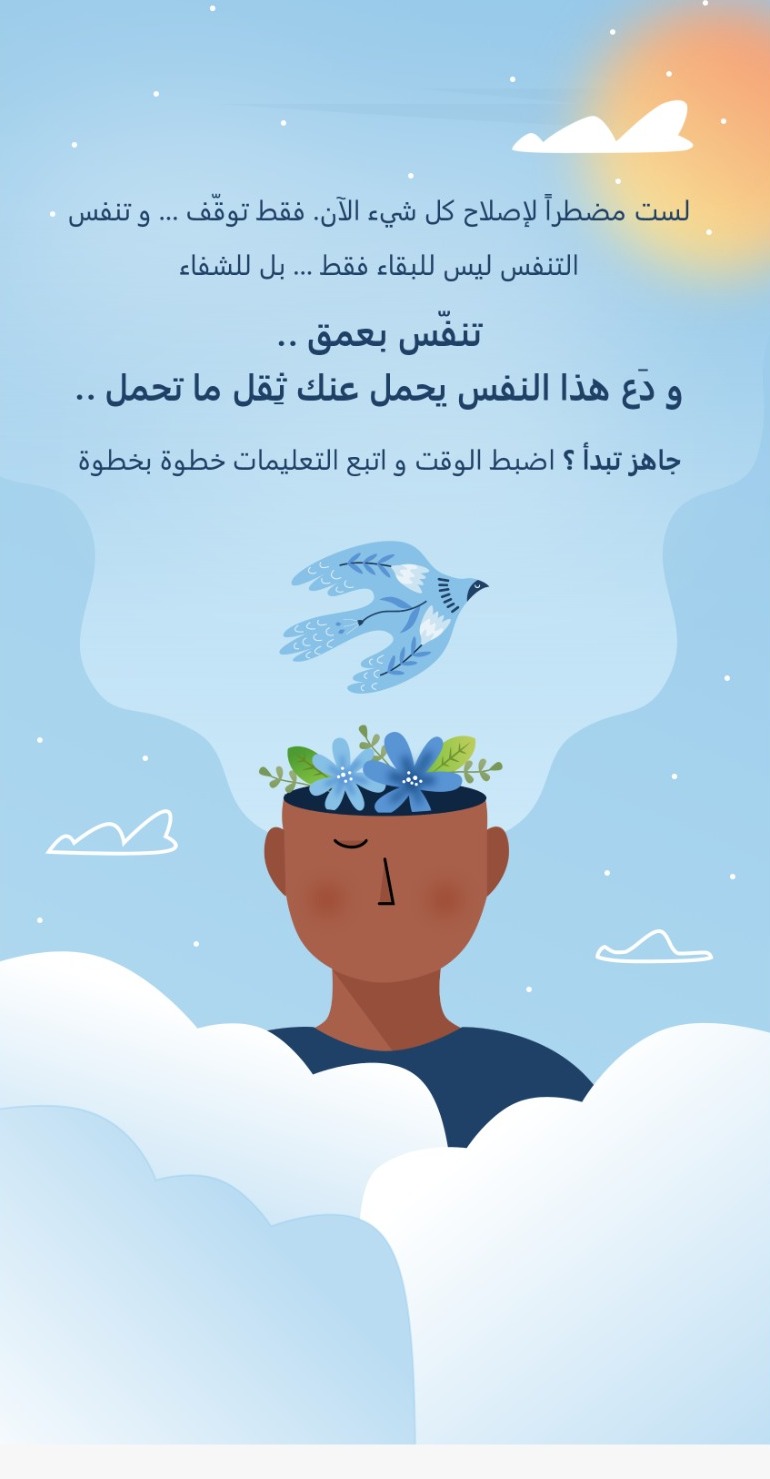 لست مضطراً لإصلاح كل شيء الآن. فقط توقّف ... و تنفس
التنفس ليس للبقاء فقط ... بل للشفاء
تنفّس بعمق ..
و دَع هذا النفس يحمل عنك ثِقل ما تحمل ..
جاهز تبدأ ؟ اضبط الوقت و اتبع التعليمات خطوة بخطوة